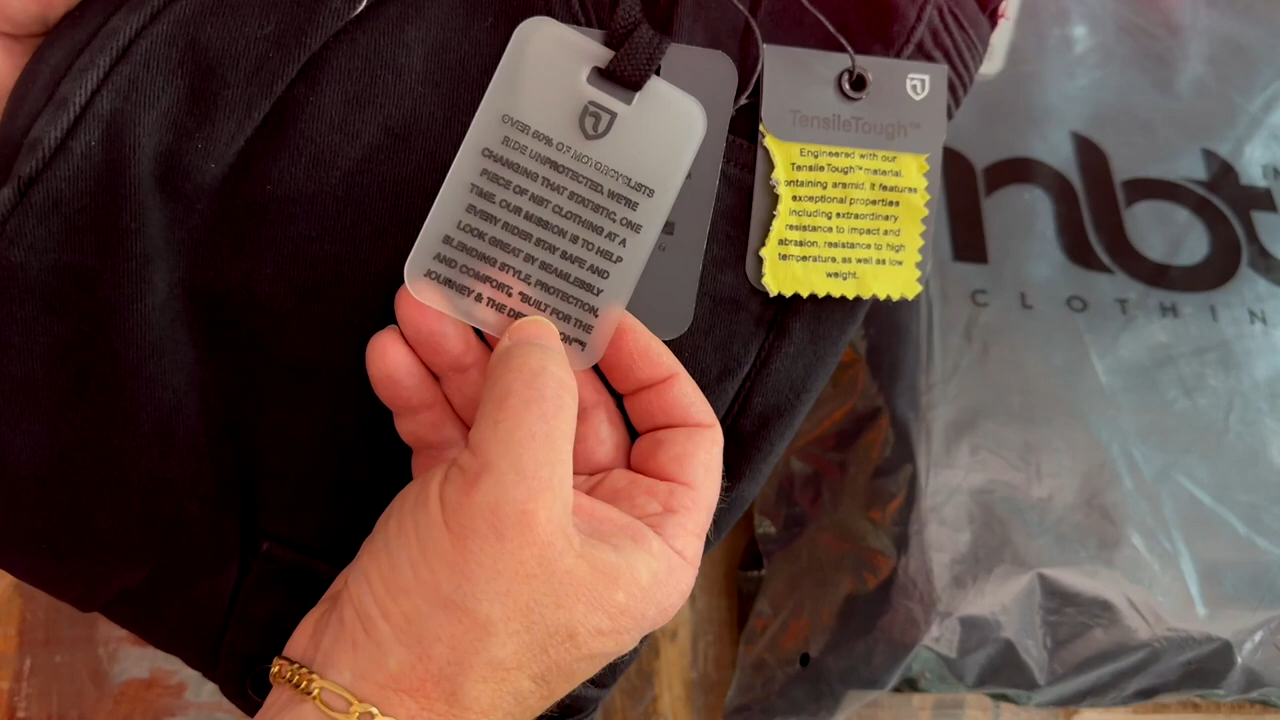 OVER 60% OF MOTORCYCLISTS
RIDE UNPROTECTED. WE'RE
CHANGING THAT STATISTIC, ONE
PIECE OF NBT CLOTHING AT A
TIME. OUR MISSION IS TO HELP
EVERY RIDER STAY SAFE AND
LOOK GREAT BY SEAMLESSLY
BLENDING STYLE, PROTECTION,
AND COMFORT, "BUILT FOR THE
JOURNEY & THE
TensileTough™
Engineered with our
TensileTough™ material,
ontaining aramid, it features
exceptional properties
including extraordinary
resistance to impact and
abrasion, resistance to high
temperature, as well as low
weight.
nbt
CLOTHIN